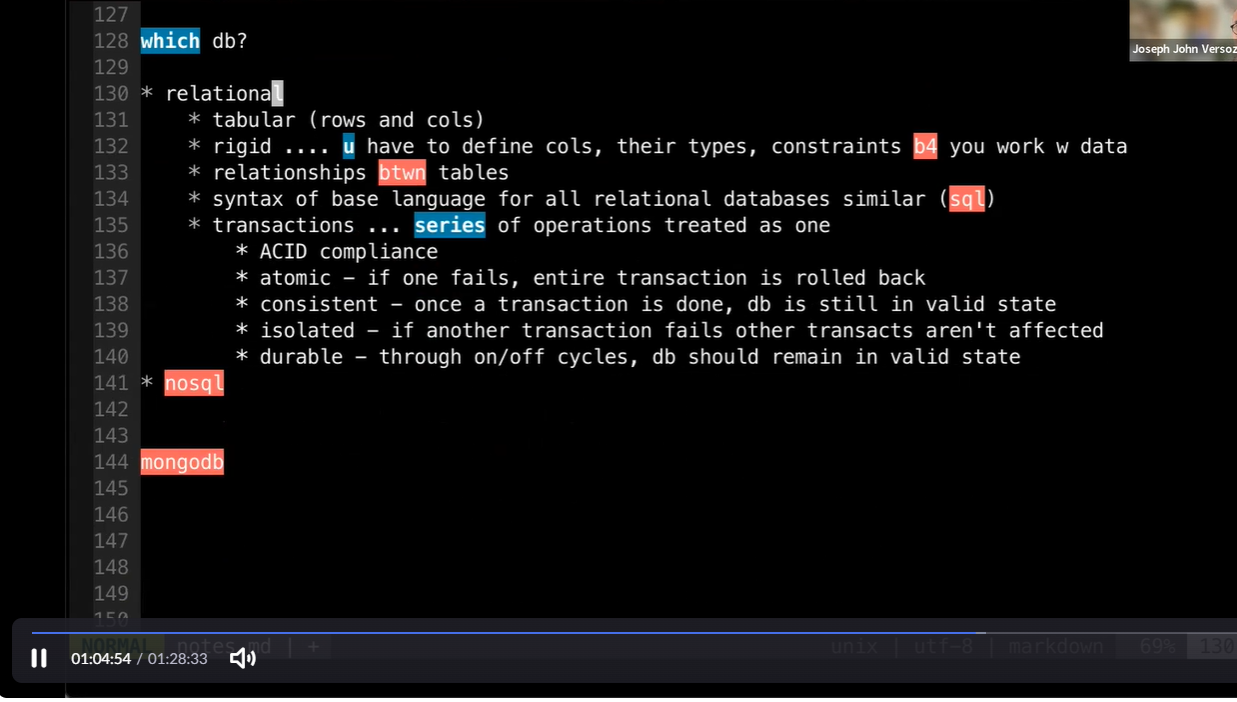 127
128 which db?
129
130 * relational
131 * tabular (rows and cols)
132 * rigid .... u have to define cols, their types, constraints b4 you work w data
133 * relationships btwn tables
134 * syntax of base language for all relational databases similar (sql)
135 * transactions ... series of operations treated as one
136 * ACID compliance
137 * atomic – if one fails, entire transaction is rolled back
138 * consistent – once a transaction is done, db is still in valid state
139 * isolated – if another transaction fails other transacts aren't affected
140 * durable – through on/off cycles, db should remain in valid state
141 * nosql
142
143
144 mongodb
145
146
147
148
149
150
NORMAL notes.md | + unix | utf-8 | markdown 69% 130
01:04:54 / 01:28:33
Joseph John Versoz